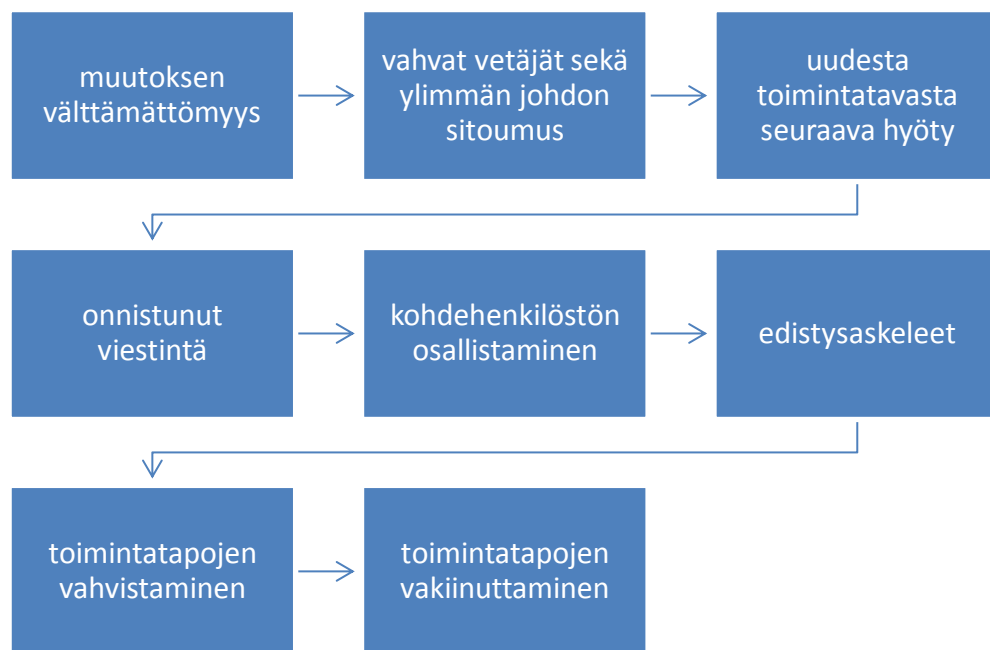 muutoksen
välttämättömyys
vahvat vetäjät sekä
ylimmän johdon
sitoumus
uudesta
toimintatavasta
seuraava hyöty
onnistunut
viestintä
kohdehenkilöstön
osallistaminen
edistysaskeleet
toimintatapojen
vahvistaminen
toimintatapojen
vakiinuttaminen